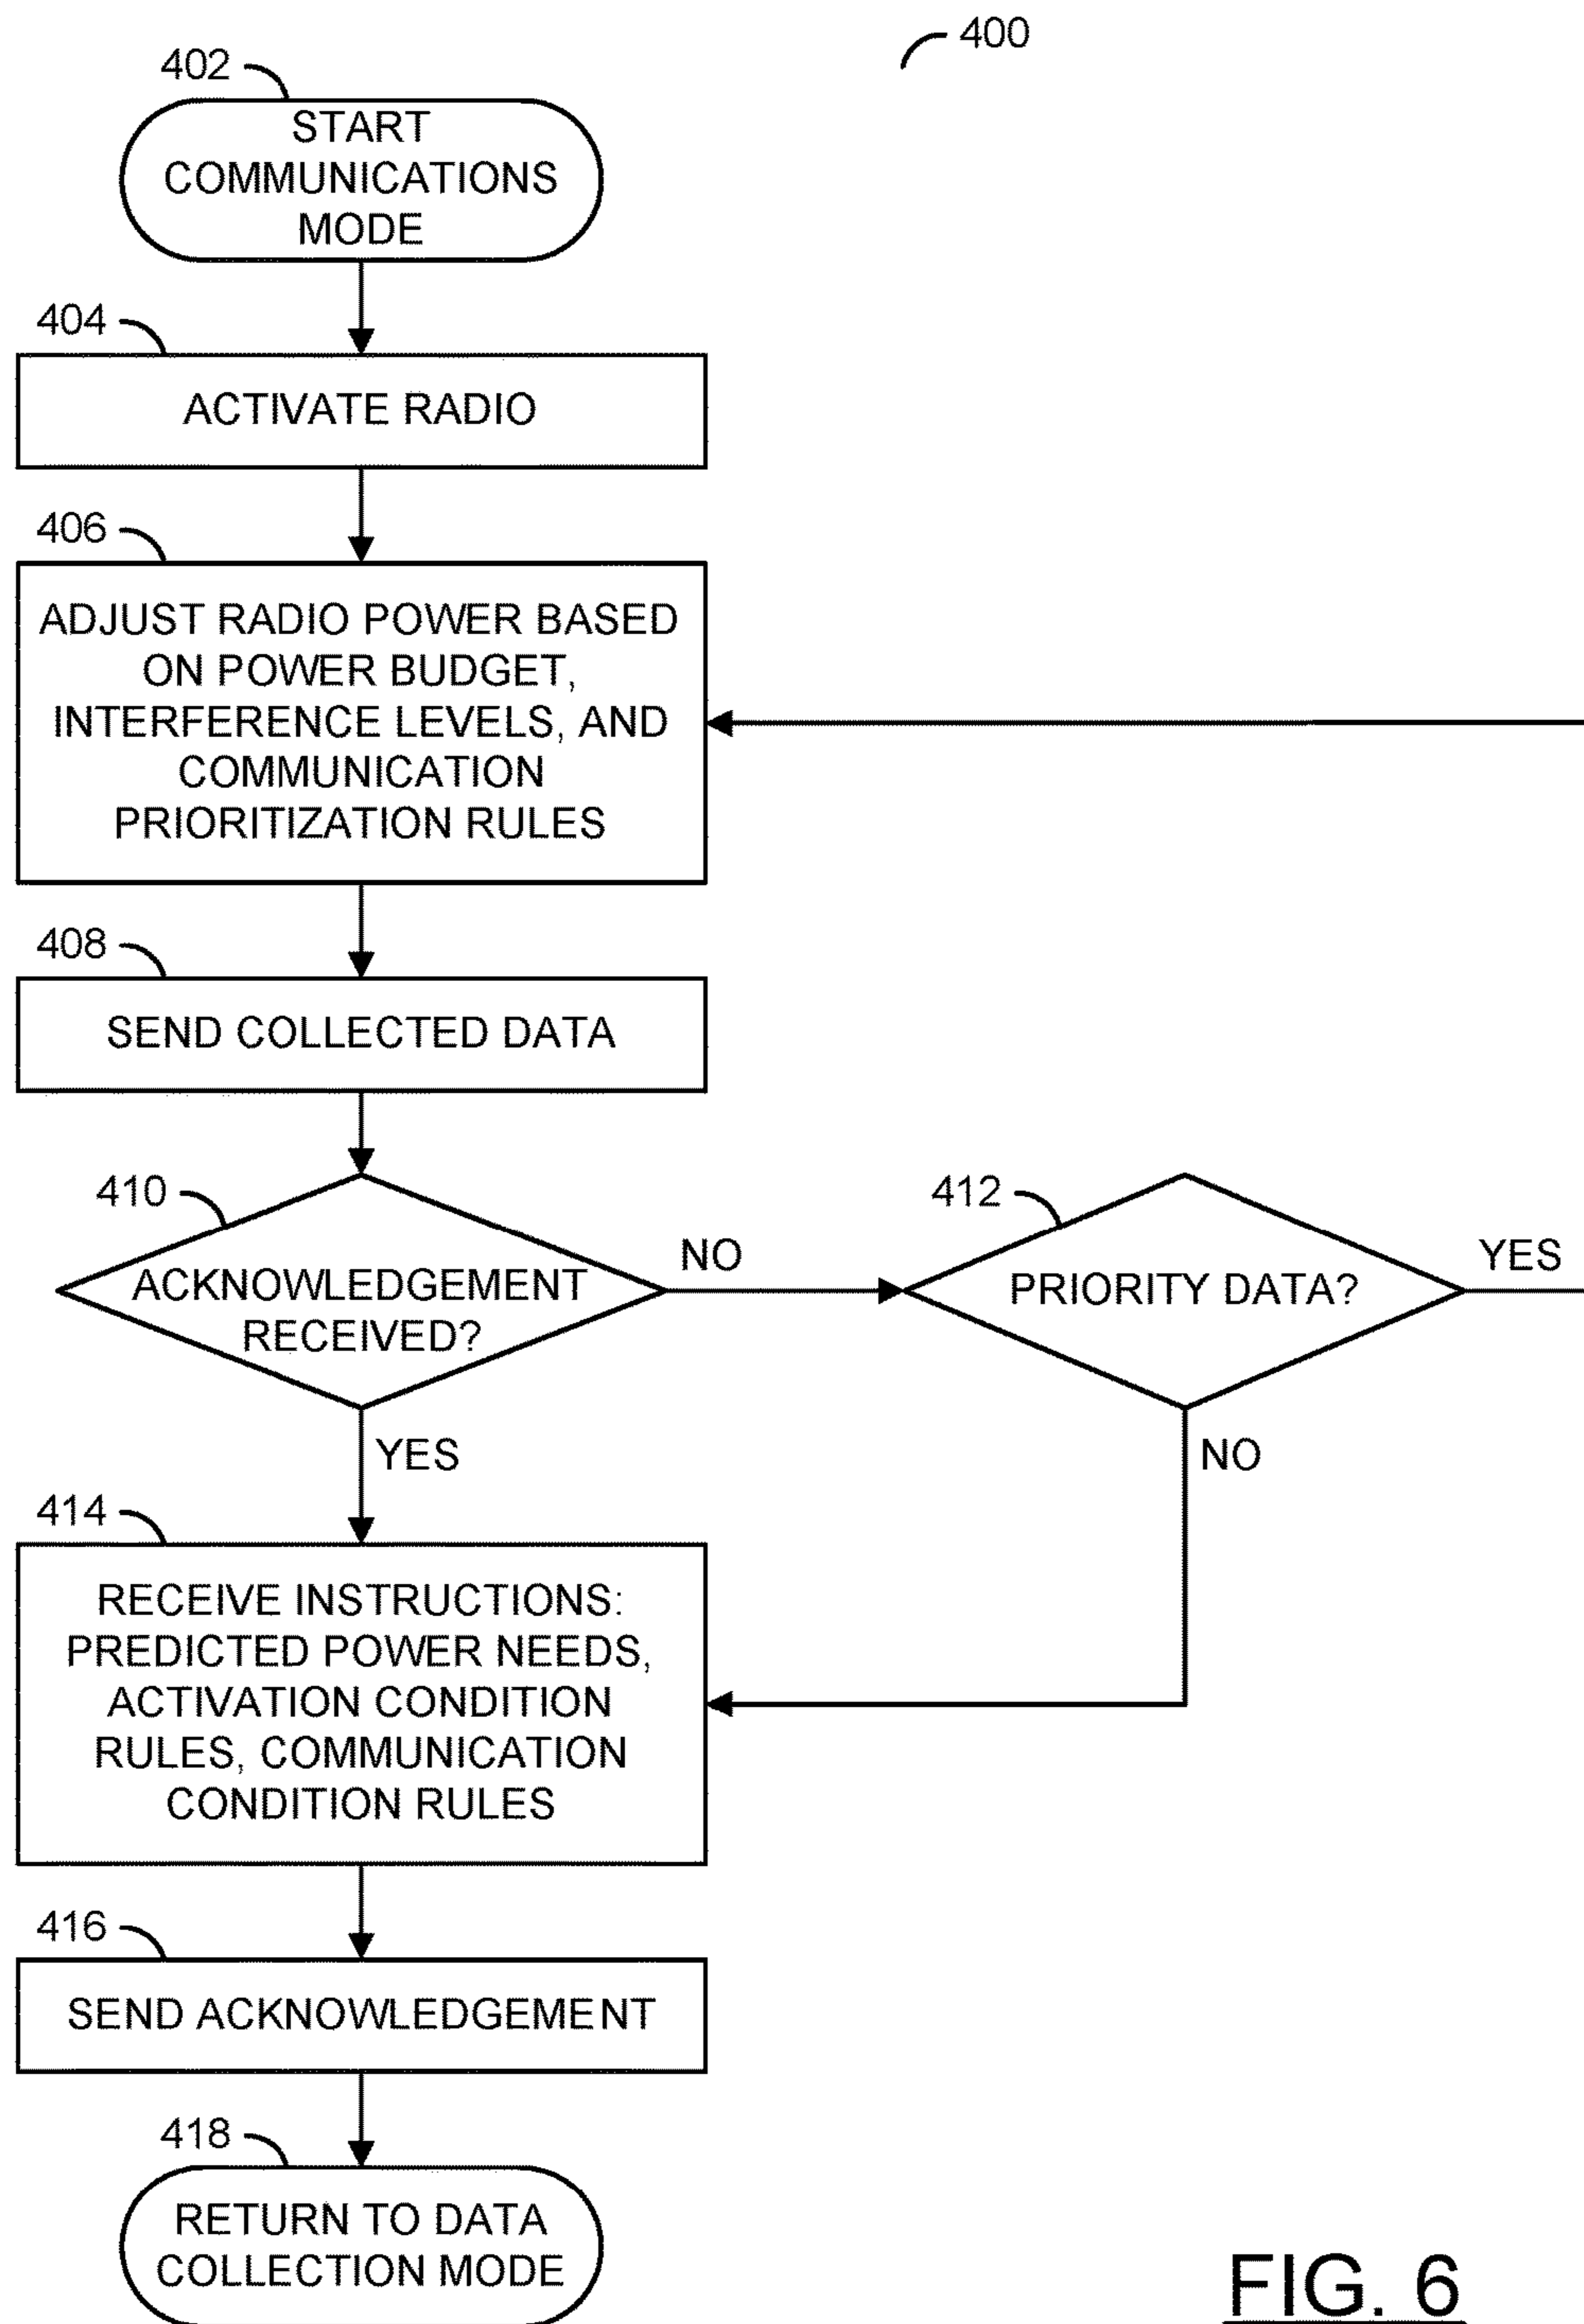 400
402
START
COMMUNICATIONS
MODE
404
ACTIVATE RADIO
406
ADJUST RADIO POWER BASED
ON POWER BUDGET,
INTERFERENCE LEVELS, AND
COMMUNICATION
PRIORITIZATION RULES
408
SEND COLLECTED DATA
410
ACKNOWLEDGEMENT
RECEIVED?
NO
412
PRIORITY DATA?
YES
YES
NO
414
RECEIVE INSTRUCTIONS:
PREDICTED POWER NEEDS,
ACTIVATION CONDITION
RULES, COMMUNICATION
CONDITION RULES
416
SEND ACKNOWLEDGEMENT
418
RETURN TO DATA
COLLECTION MODE
FIG. 6